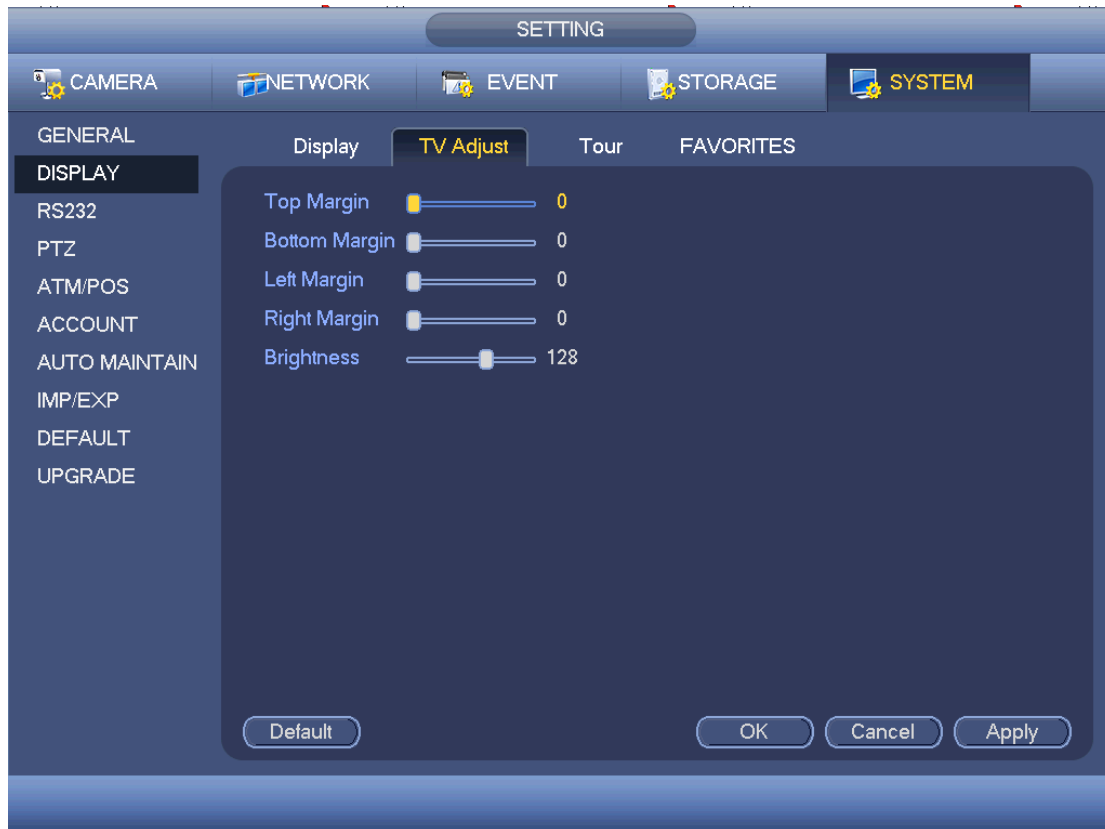 SETTING
CAMERA NETWORK EVENT STORAGE SYSTEM
GENERAL
DISPLAY
RS232
PTZ
ATM/POS
ACCOUNT
AUTO MAINTAIN
IMP/EXP
DEFAULT
UPGRADE
Display TV Adjust Tour FAVORITES
Top Margin 0
Bottom Margin 0
Left Margin 0
Right Margin 0
Brightness 128
Default OK Cancel Apply